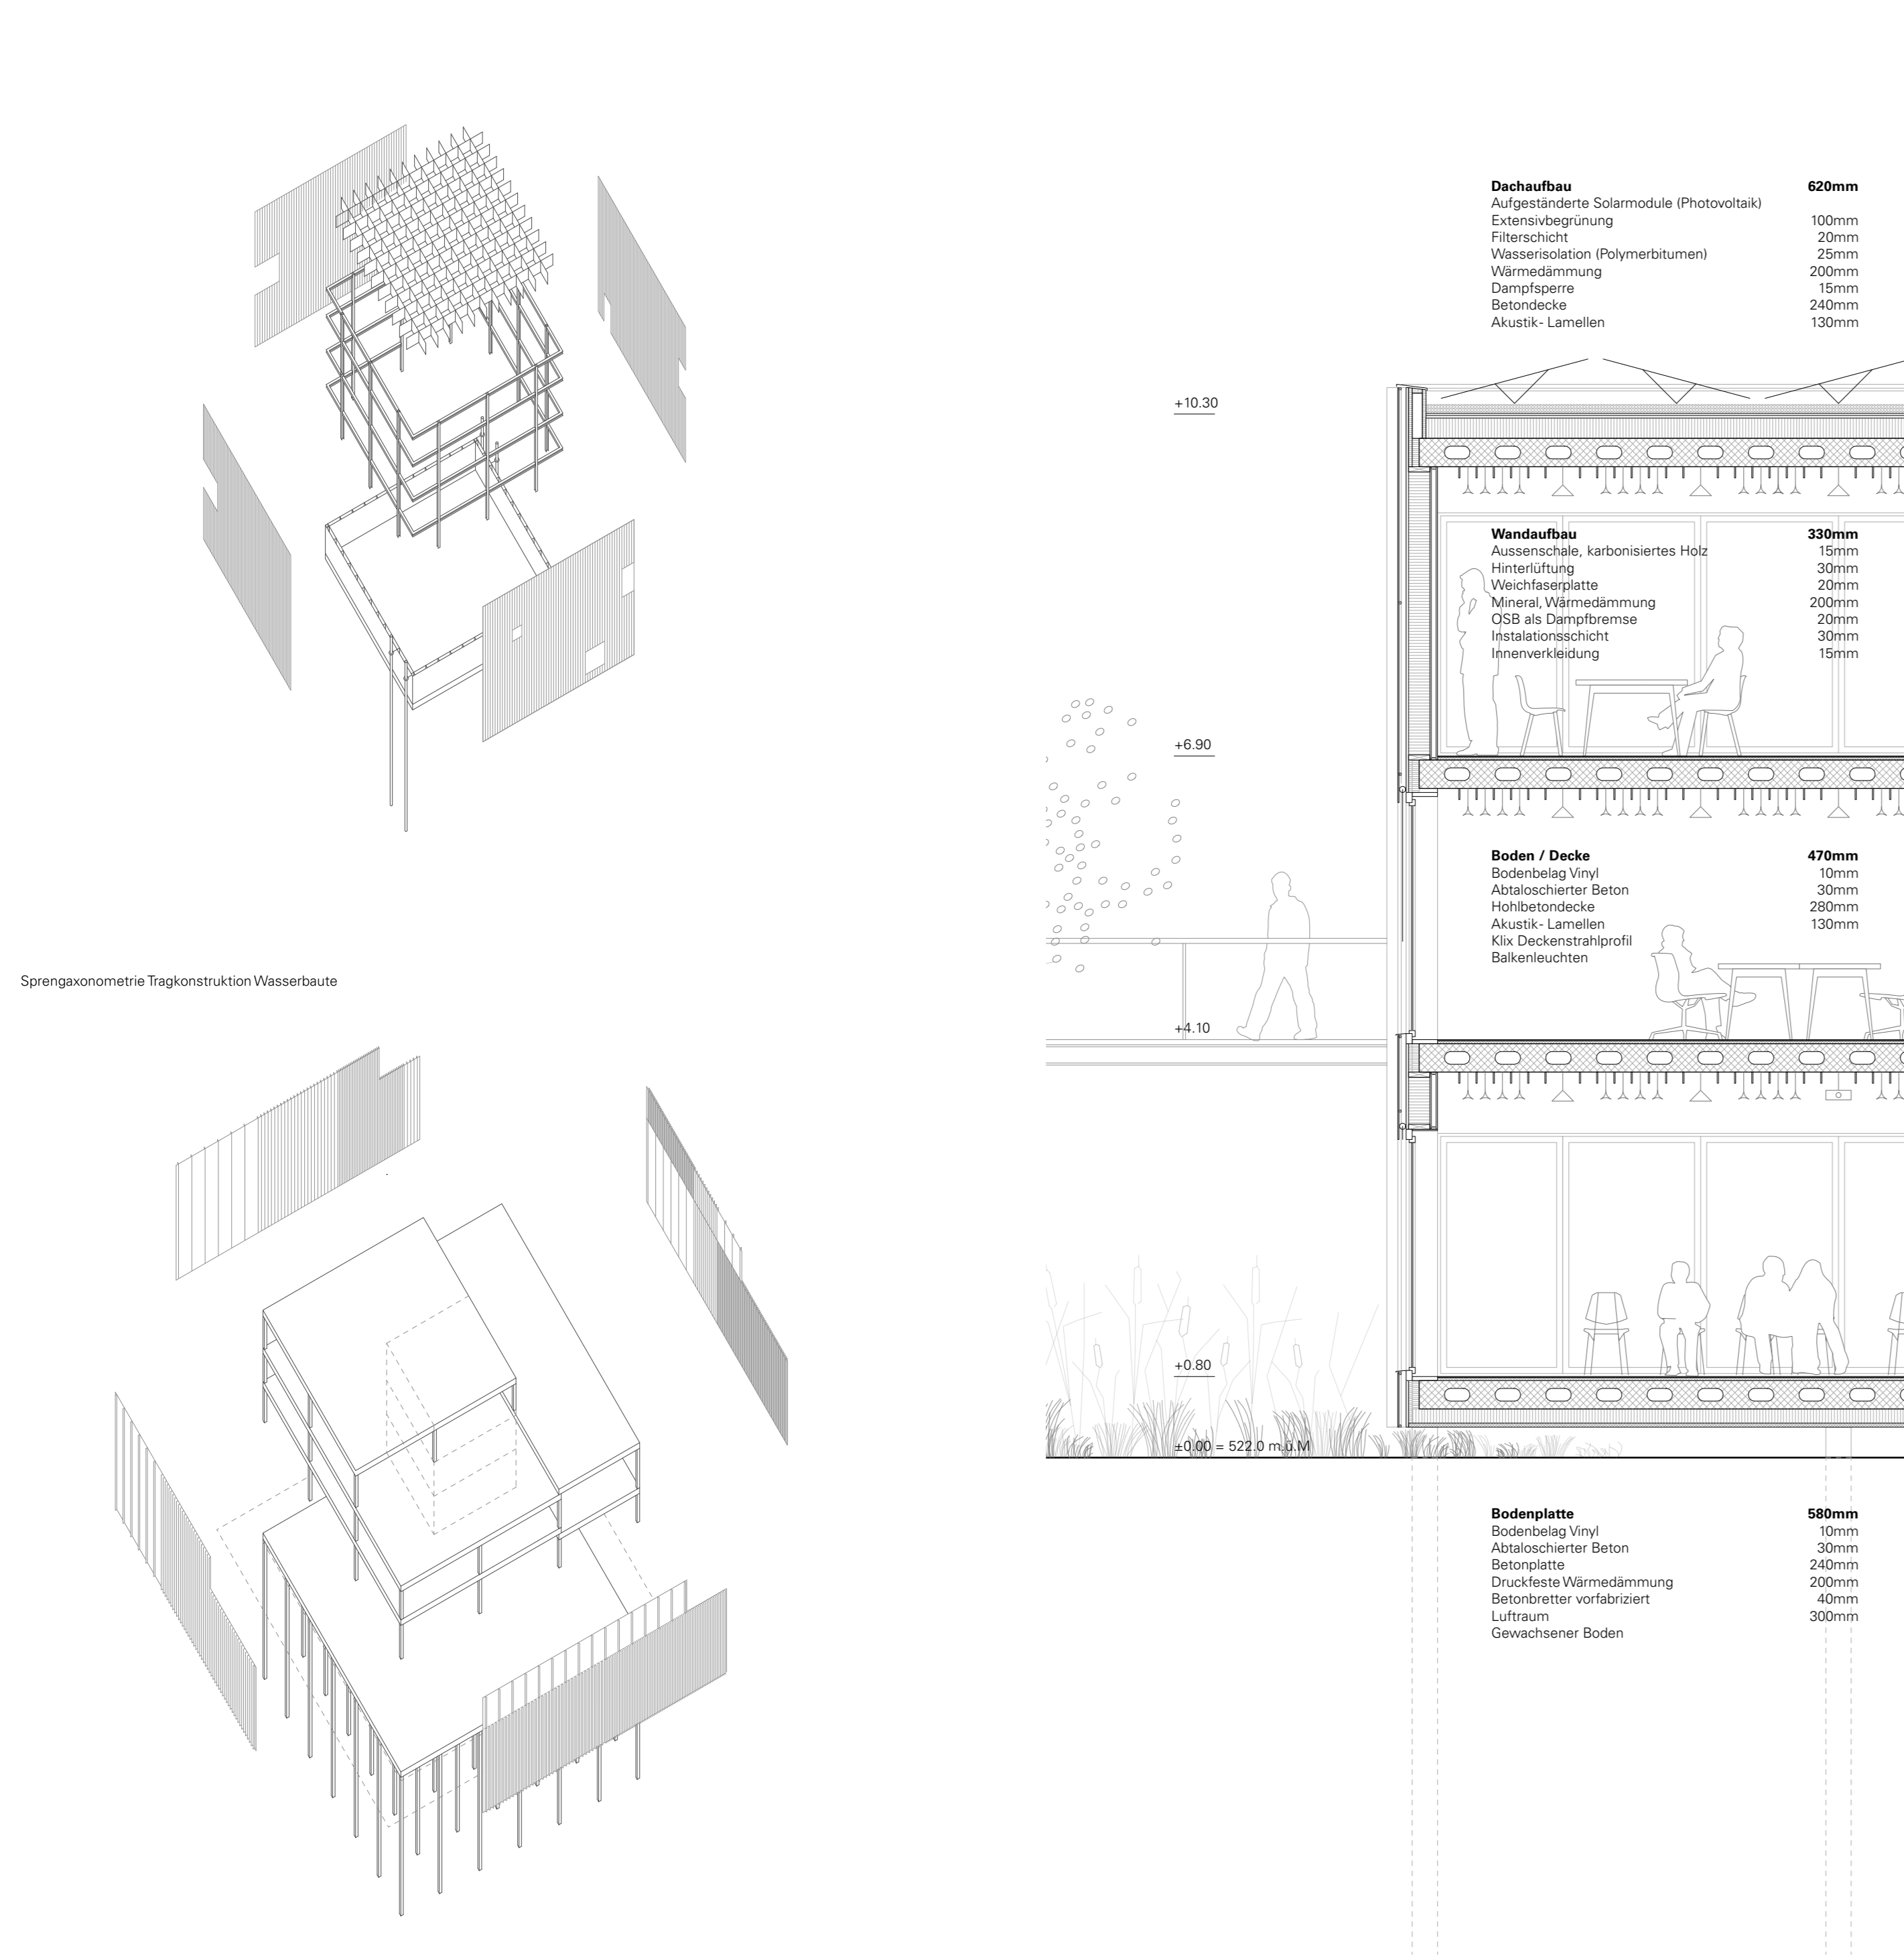 Dachaufbau 620mm
Aufgeständerte Solarmodule (Photovoltaik)
Extensivbegrünung 100mm
Filterschicht 20mm
Wasserisolation (Polymerbitumen) 25mm
Wärmedämmung 200mm
Dampfsperre 15mm
Betondecke 240mm
Akustik- Lamellen 130mm
+10.30
Wandaufbau 330mm
Aussenschale, karbonisiertes Holz 15mm
Hinterlüftung 30mm
Weichfaserplatte 20mm
Mineral, Wärmedämmung 200mm
OSB als Dampfbremse 20mm
Instalationsschicht 30mm
Innenverkleidung 15mm
+6.90
Boden / Decke 470mm
Bodenbelag Vinyl 10mm
Abtaloschierter Beton 30mm
Hohlbetondecke 280mm
Akustik- Lamellen 130mm
Klix Deckenstrahlprofil
Balkenleuchten
Sprengaxonometrie Tragkonstruktion Wasserbaute
+4.10
+0.80
±0.00 = 522.0 m.ü.M
Bodenplatte 580mm
Bodenbelag Vinyl 10mm
Abtaloschierter Beton 30mm
Betonplatte 240mm
Druckfeste Wärmedämmung 200mm
Betonbretter vorfabriziert 40mm
Luftraum 300mm
Gewachsener Boden